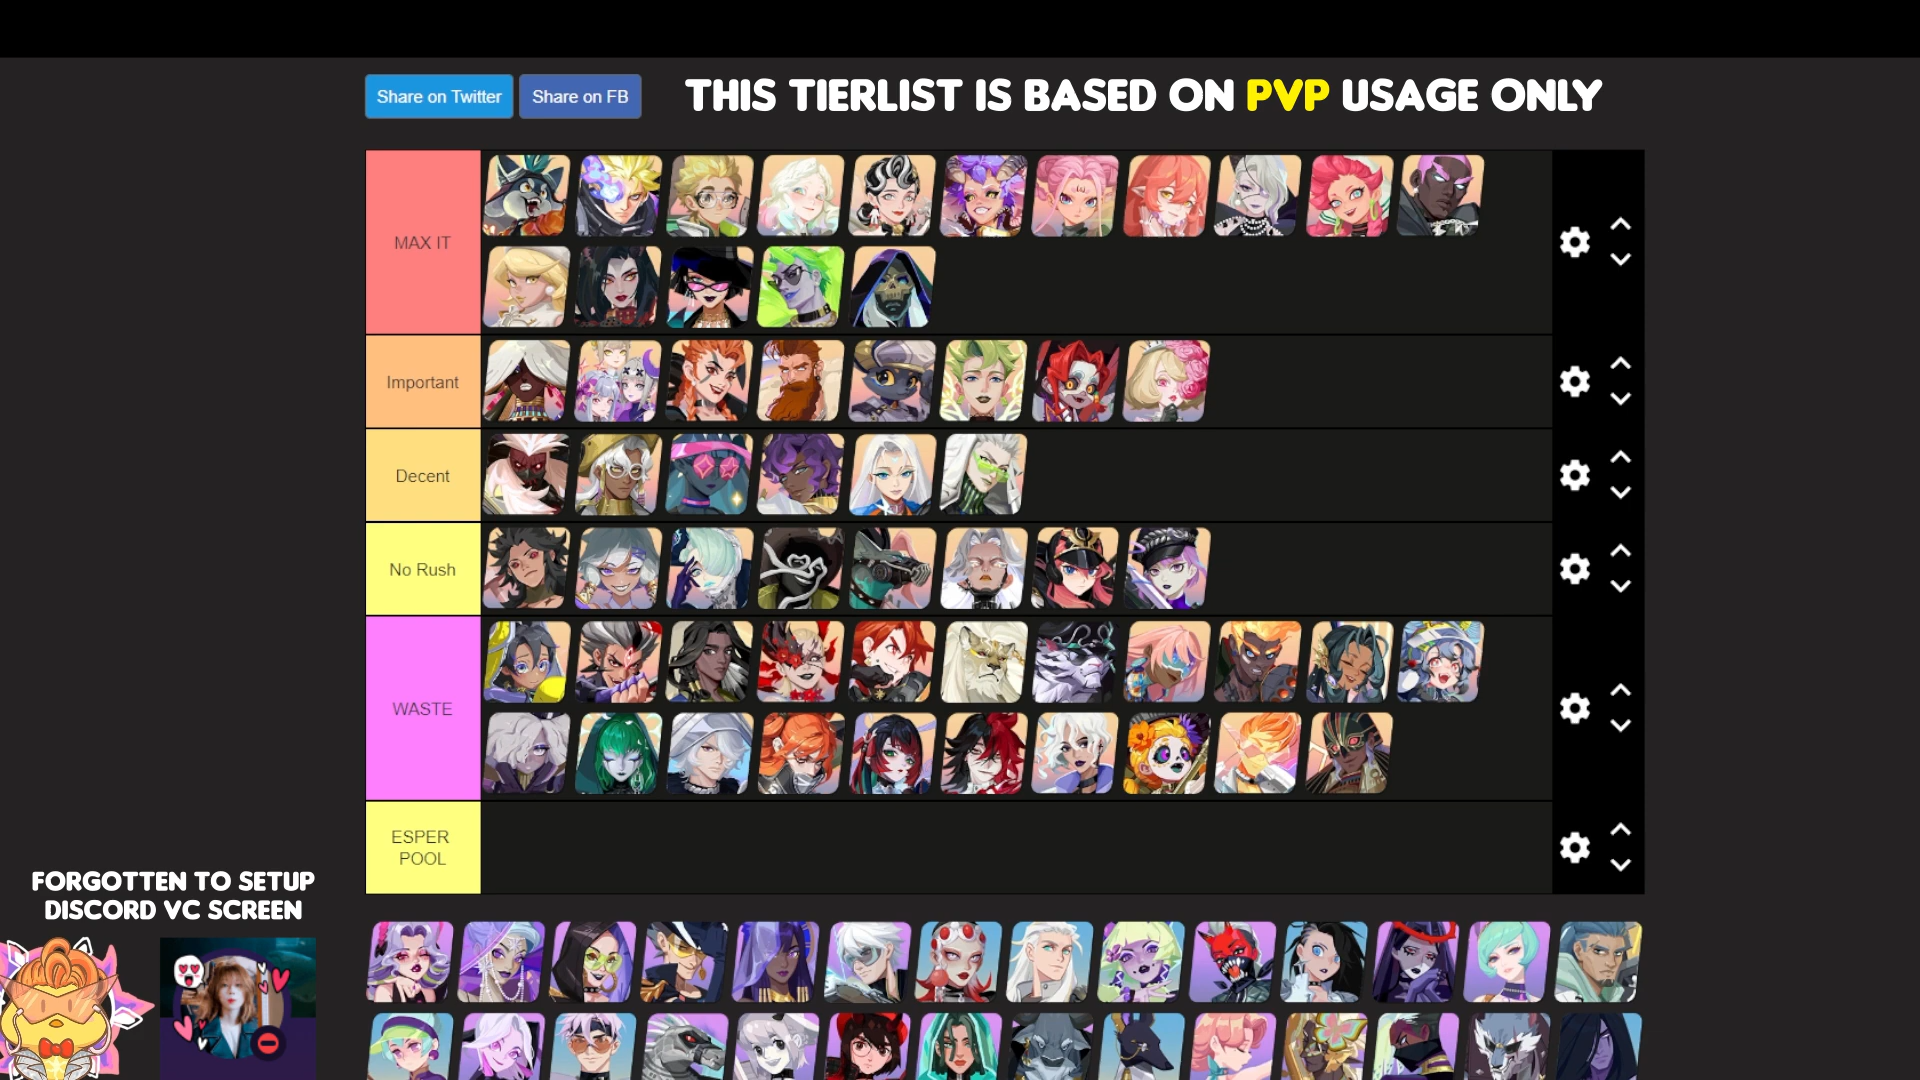 Share on Twitter
Share on FB
THIS TIERLIST IS BASED ON PVP USAGE ONLY
MAX IT
Important
Decent
No Rush
WASTE
ESPER
POOL
FORGOTTEN TO SETUP
DISCORD VC SCREEN